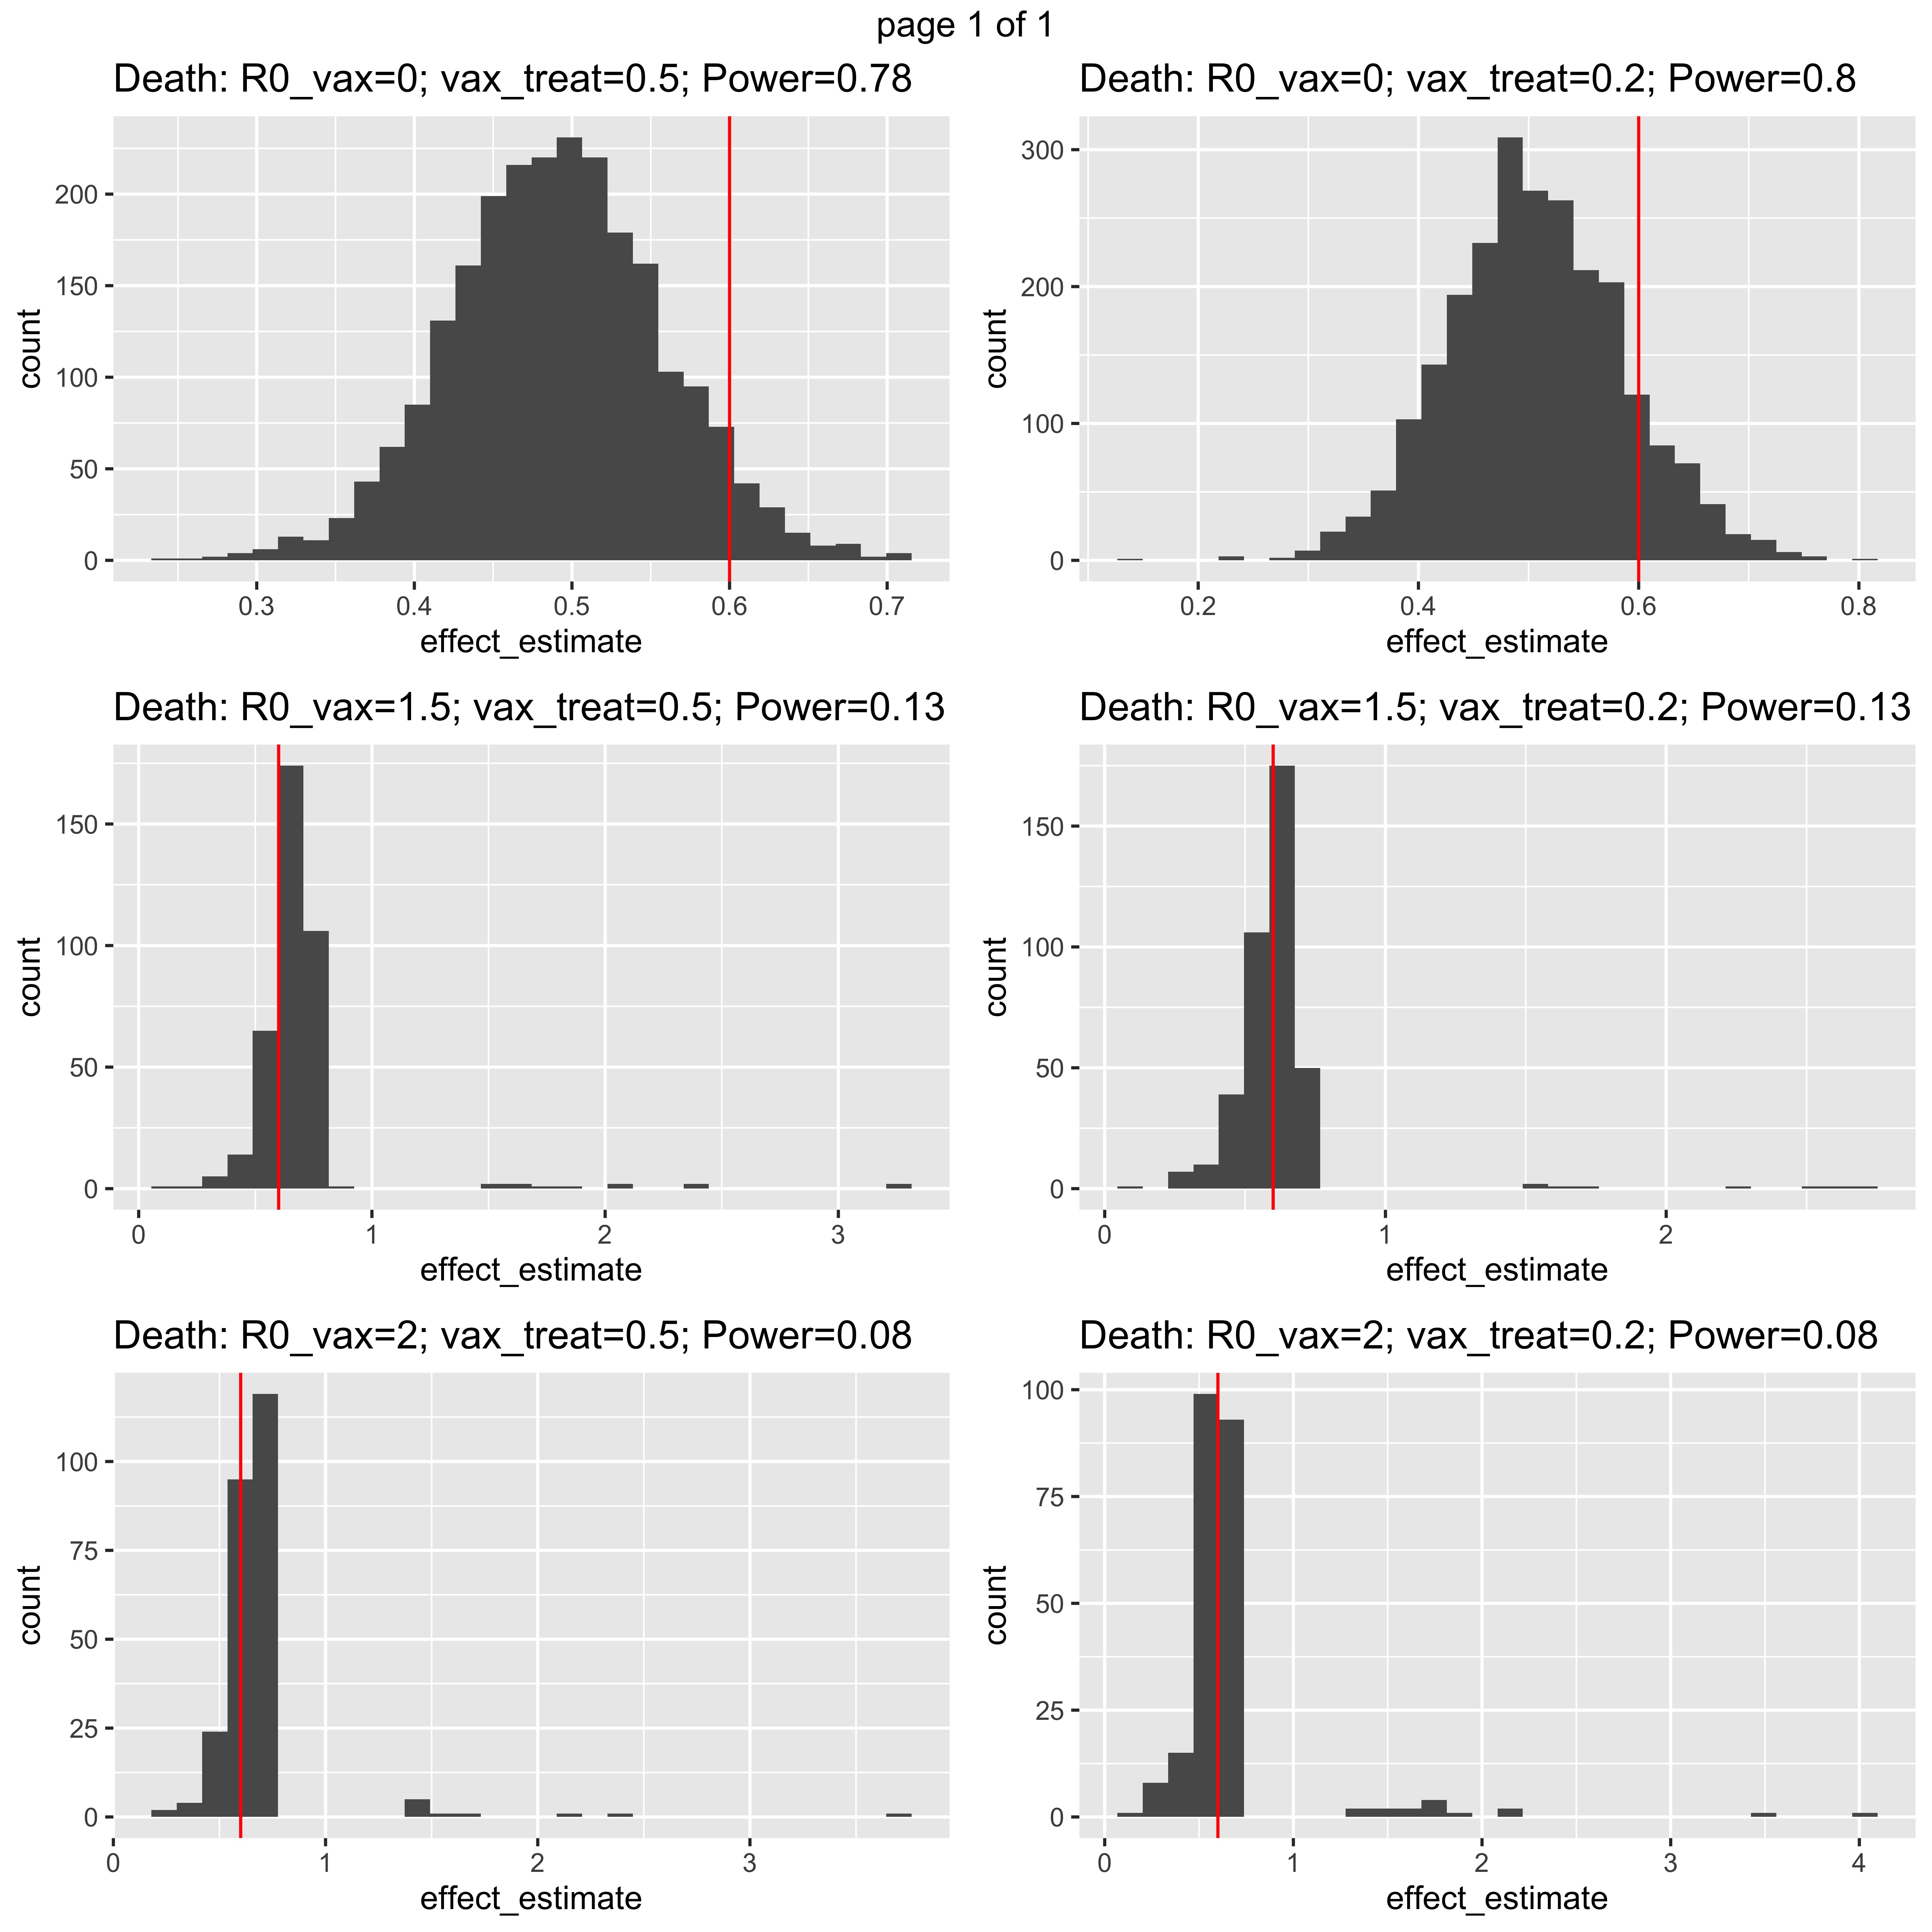 page 1 of 1
Death: R0_vax=0; vax_treat=0.5; Power=0.78
count
200
150
100
50
0
0.3 0.4 0.5 0.6 0.7
effect_estimate
Death: R0_vax=0; vax_treat=0.2; Power=0.8
count
300
200
100
0
0.2 0.4 0.6 0.8
effect_estimate
Death: R0_vax=1.5; vax_treat=0.5; Power=0.13
count
150
100
50
0
0 1 2 3
effect_estimate
Death: R0_vax=1.5; vax_treat=0.2; Power=0.13
count
150
100
50
0
0 1 2
effect_estimate
Death: R0_vax=2; vax_treat=0.5; Power=0.08
count
100
75
50
25
0
0 1 2 3
effect_estimate
Death: R0_vax=2; vax_treat=0.2; Power=0.08
count
100
75
50
25
0
0 1 2 3 4
effect_estimate